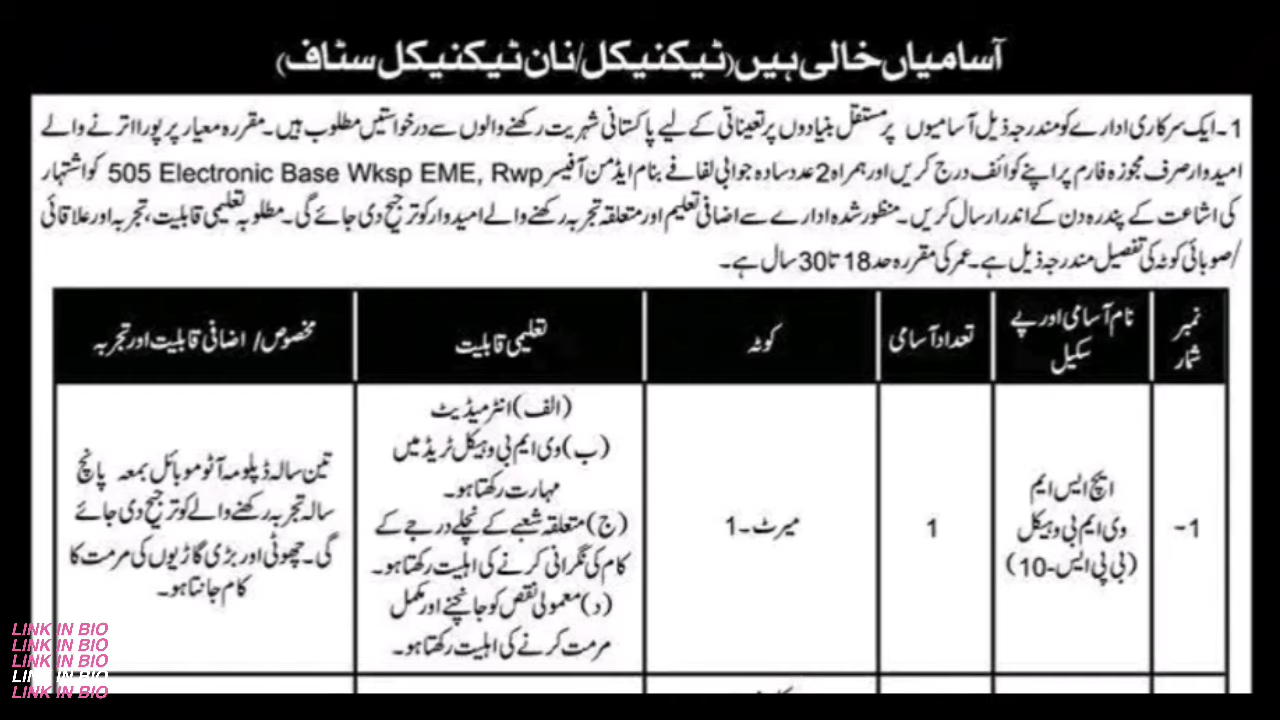 آسامیاں خالی ہیں (ٹیکنیکل/نان ٹیکنیکل سٹاف)
1۔ایک سرکاری ادارے کو مندرجہ ذیل آسامیوں پر مستقل بنیادوں پر تعیناتی کے لیے پاکستانی شہریت رکھنے والوں سے درخواستیں مطلوب ہیں۔ مقررہ معیار پر پورا اترنے والے
امیدوار صرف مجوزہ فارم پر اپنے کوائف درج کریں اور ہمراہ 2 عدد سادہ جوابی لفافے بنام ایڈمن آفیسر 505 Electronic Base Wksp EME, Rwp کو اشتہار
کی اشاعت کے پندرہ دن کے اندر ارسال کریں۔ منظور شدہ ادارے سے اضافی تعلیم اور متعلقہ تجربہ رکھنے والے امیدوار کو ترجیح دی جائے گی۔ مطلوبہ تعلیمی قابلیت، تجربہ اور علاقائی
/صوبائی کوٹہ کی تفصیل مندرجہ ذیل ہے۔ عمر کی مقررہ حد 18 تا 30 سال ہے۔
نمبر شمار
نام آسامی اور پے سکیل
تعداد آسامی
کوٹہ
تعلیمی قابلیت
مخصوص/ اضافی قابلیت اور تجربہ
1-
ایچ ایس ایم
وی ایم بی وہیکل
(بی پی ایس-10)
1
میرٹ۔1
(الف) انٹرمیڈیٹ
(ب) وی ایم بی وہیکل ٹریڈ میں
مہارت رکھتا ہو۔
(ج) متعلقہ شعبے کے نچلے درجے کے
کام کی نگرانی کرنے کی اہلیت رکھتا ہو۔
(د) معمولی نقص کو جانچنے اور مکمل
مرمت کرنے کی اہلیت رکھتا ہو۔
تین سالہ ڈپلومہ آٹو موبائل بمعہ پانچ
سالہ تجربہ رکھنے والے کو ترجیح دی جائے
گی۔ چھوٹی اور بڑی گاڑیوں کی مرمت کا
کام جانتا ہو۔
LINK IN BIO
LINK IN BIO
LINK IN BIO
LINK IN BIO
LINK IN BIO